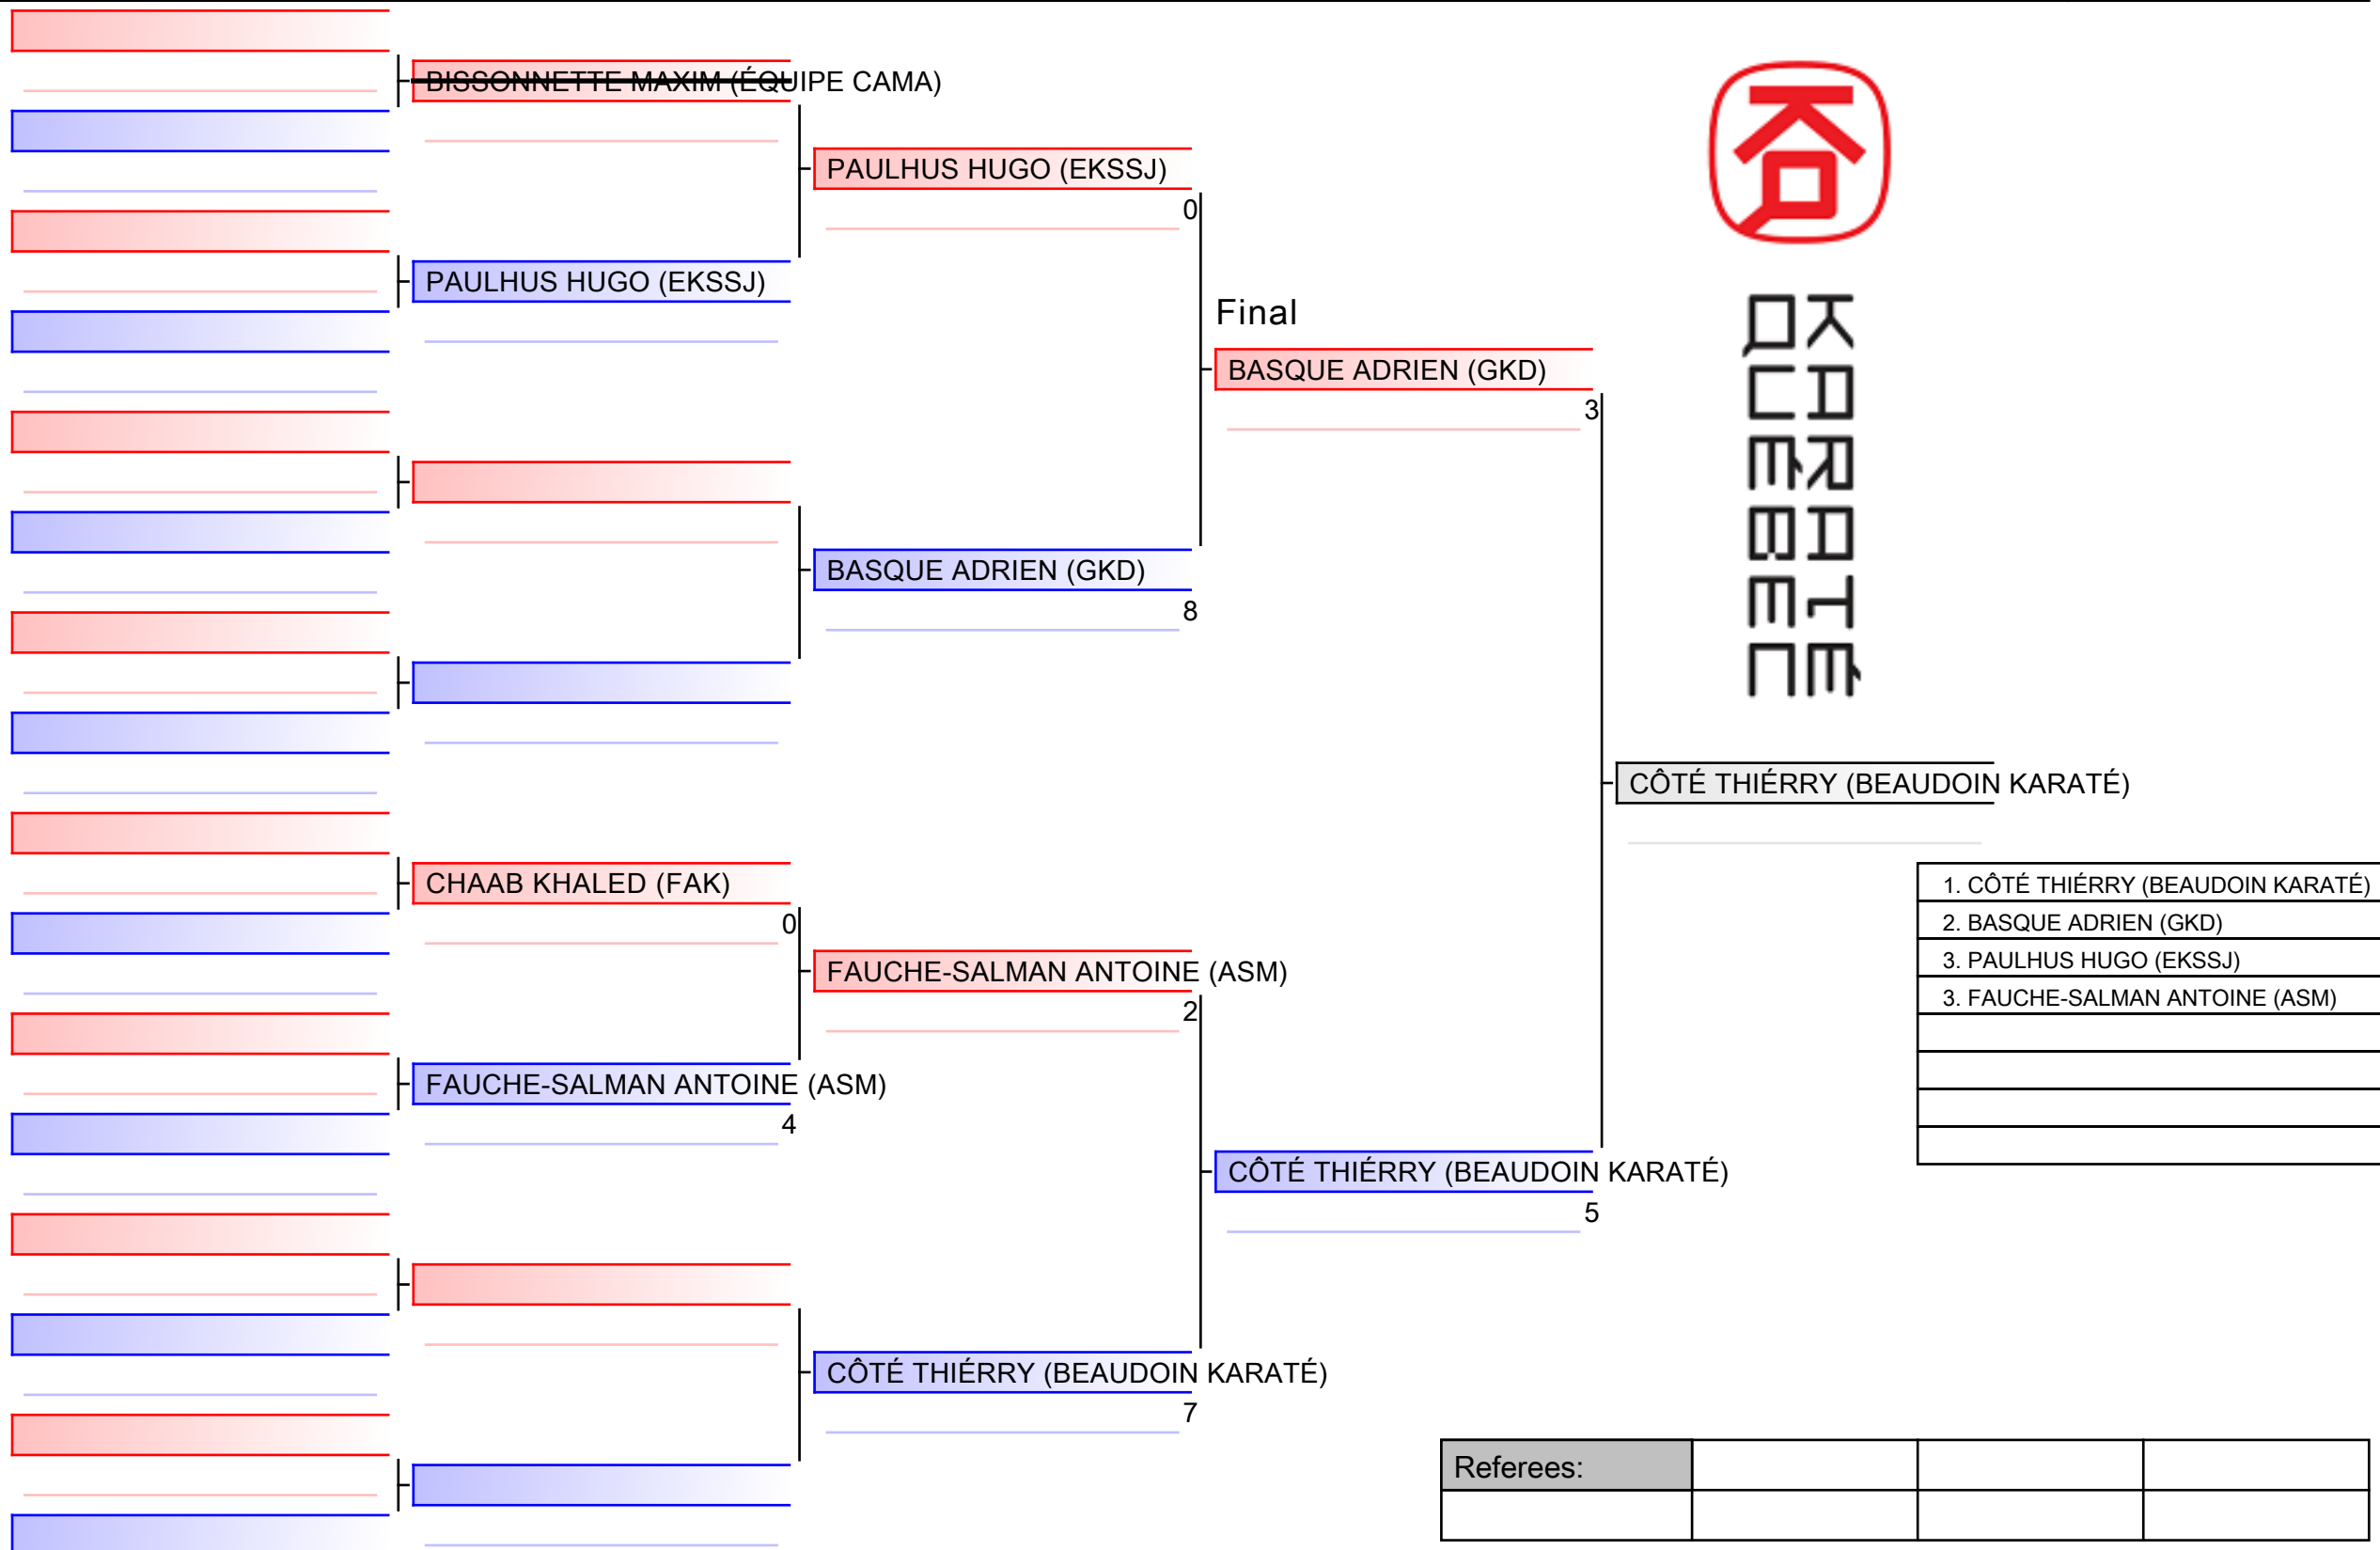 BISSONNETTE MAXIM (ÉQUIPE CAMA)
PAULHUS HUGO (EKSSJ)
0
PAULHUS HUGO (EKSSJ)
Final
BASQUE ADRIEN (GKD)
3
BASQUE ADRIEN (GKD)
8
KARATÉ
QUÉBEC
CÔTÉ THIÉRRY (BEAUDOIN KARATÉ)
CHAAB KHALED (FAK)
0
FAUCHE-SALMAN ANTOINE (ASM)
2
FAUCHE-SALMAN ANTOINE (ASM)
4
CÔTÉ THIÉRRY (BEAUDOIN KARATÉ)
5
CÔTÉ THIÉRRY (BEAUDOIN KARATÉ)
7
1. CÔTÉ THIÉRRY (BEAUDOIN KARATÉ)
2. BASQUE ADRIEN (GKD)
3. PAULHUS HUGO (EKSSJ)
3. FAUCHE-SALMAN ANTOINE (ASM)
Referees: